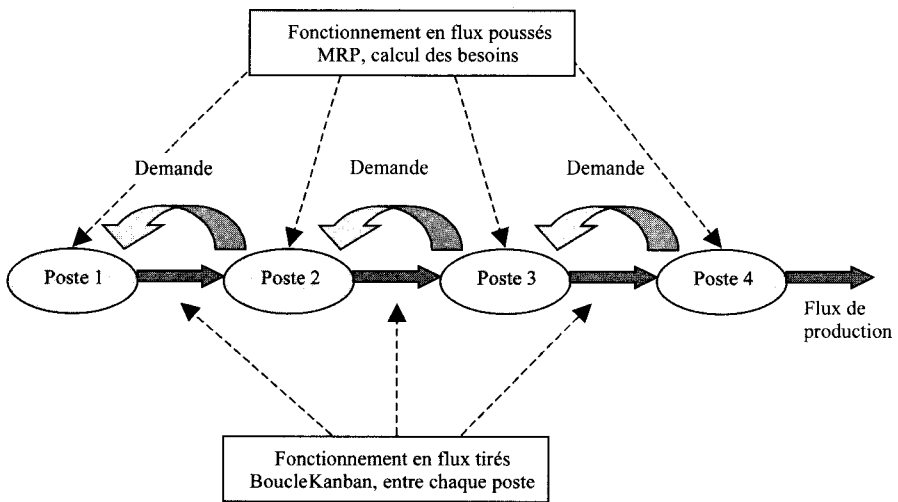 Fonctionnement en flux poussés
MRP, calcul des besoins
Demande
Demande
Demande
Poste 1
Poste 2
Poste 3
Poste 4
Flux de
production
Fonctionnement en flux tirés
BoucleKanban, entre chaque poste